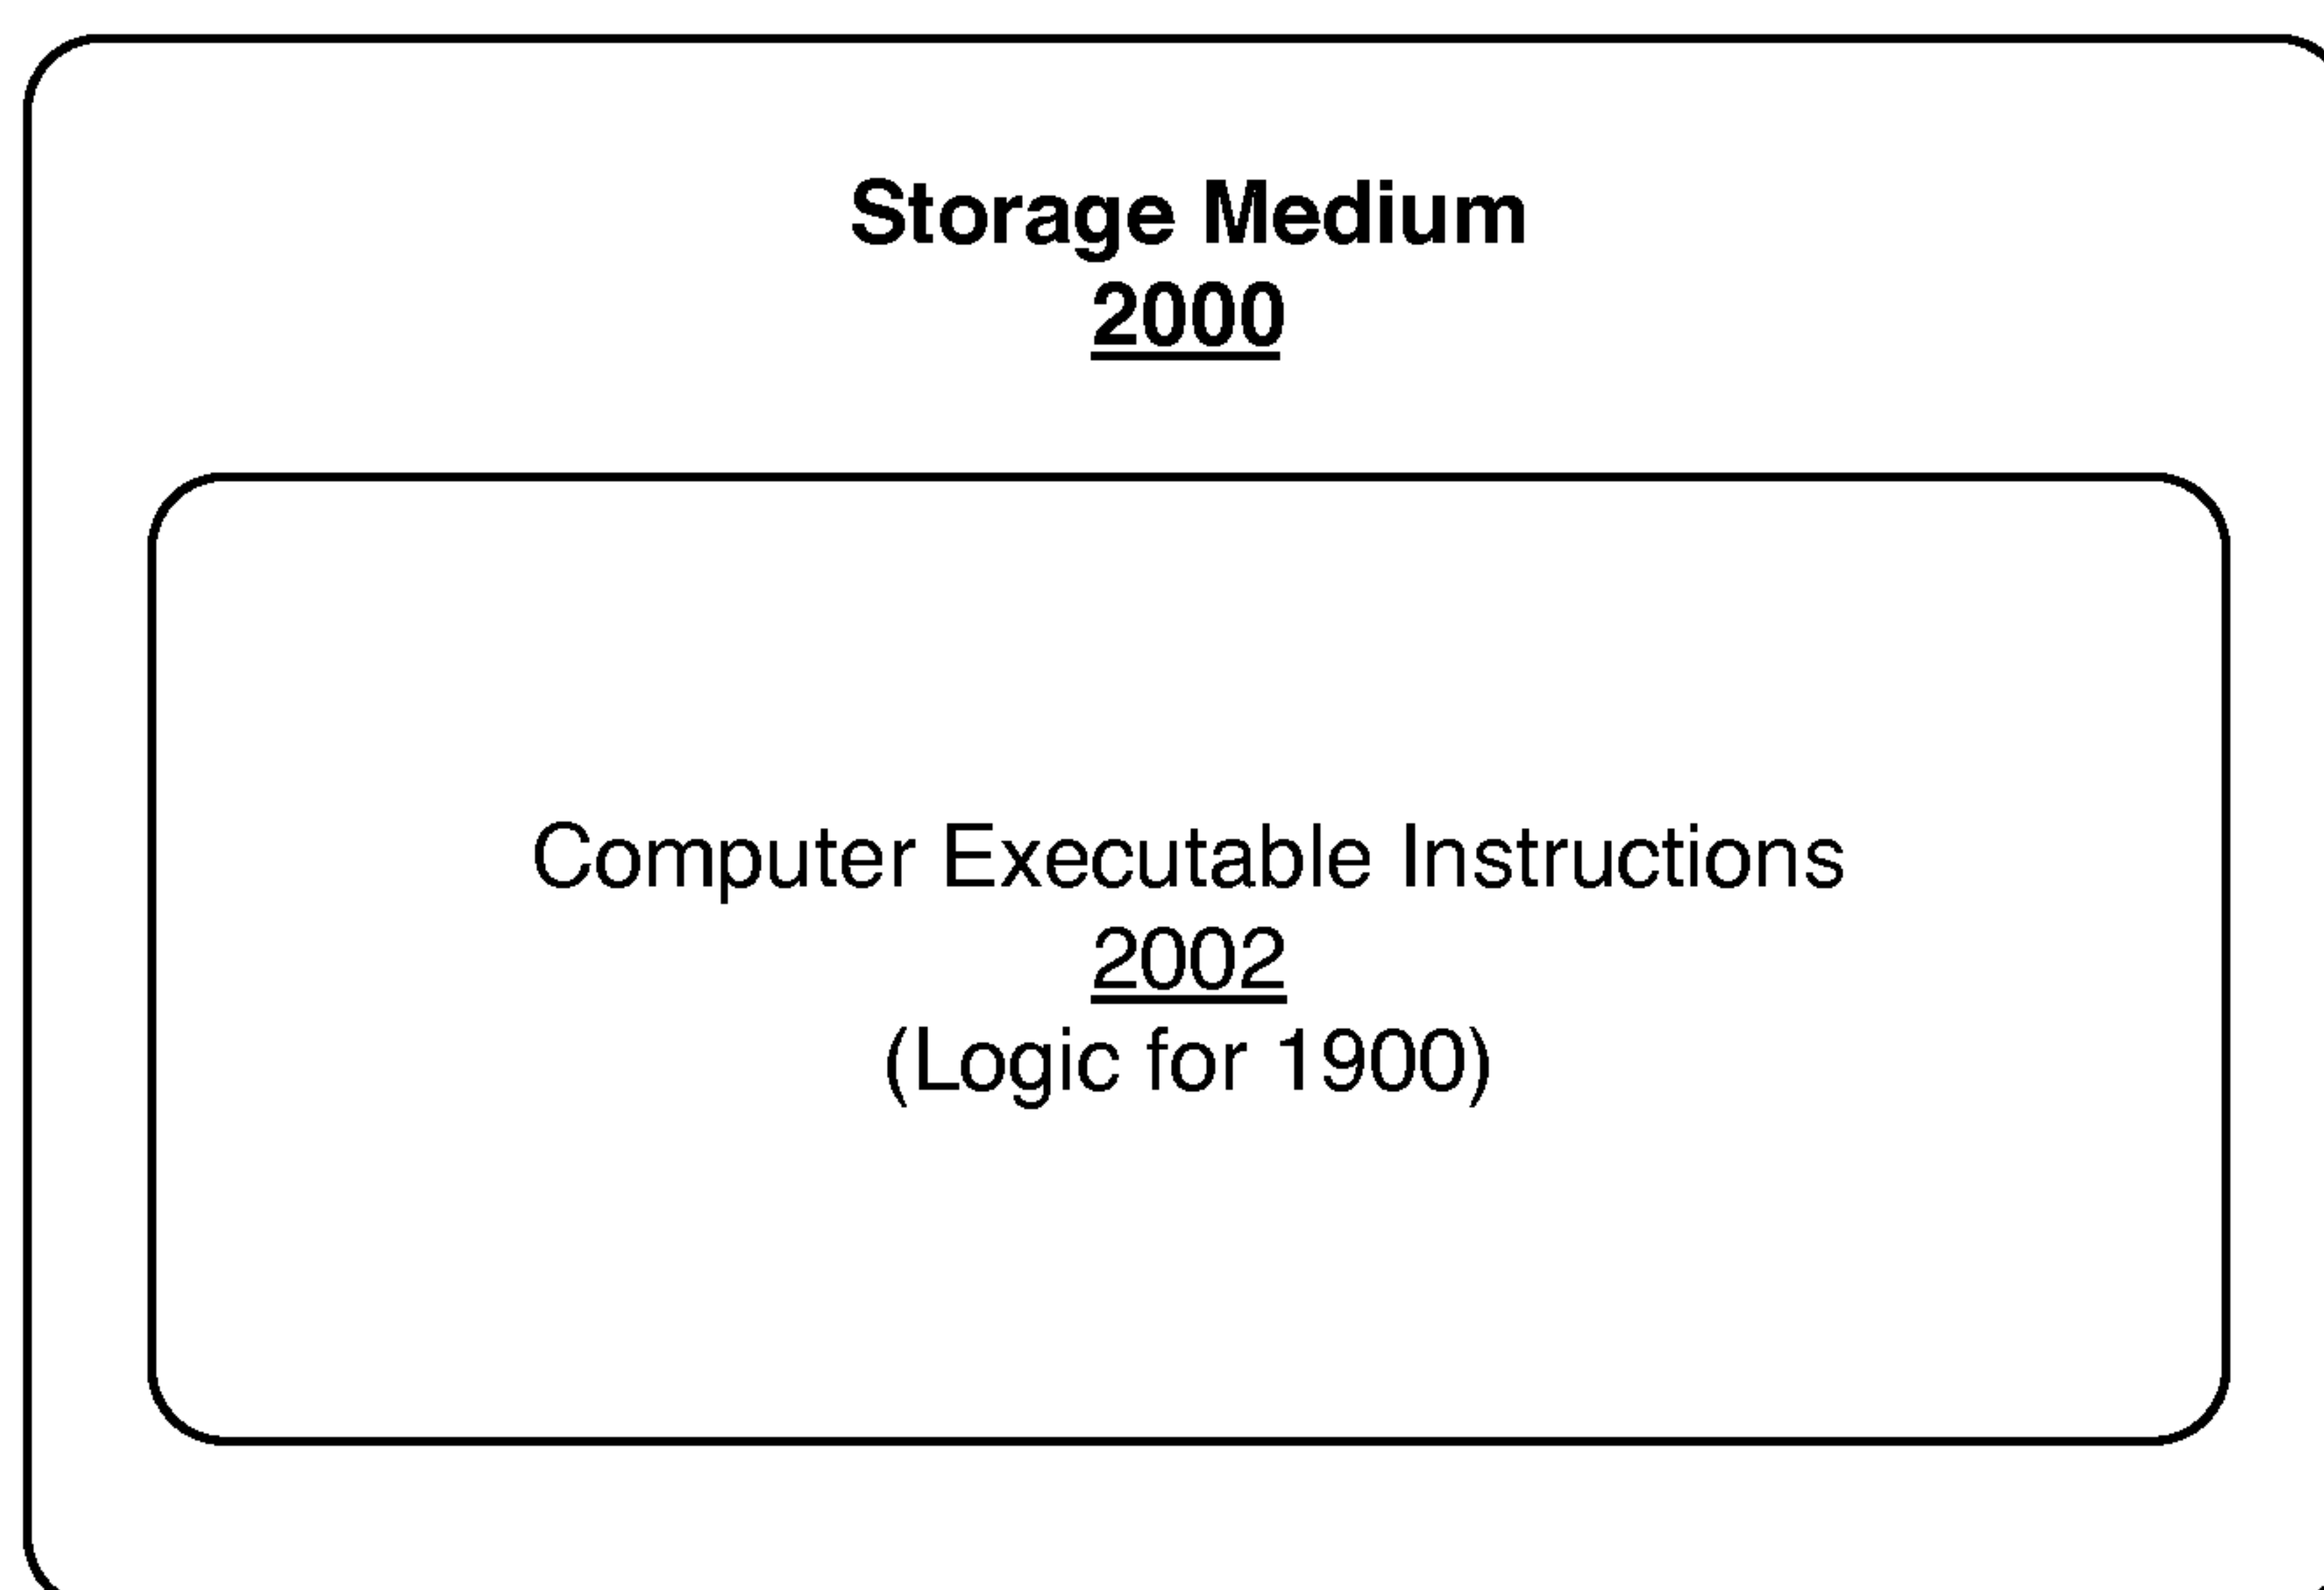 Storage Medium
2000
Computer Executable Instructions
2002
(Logic for 1900)